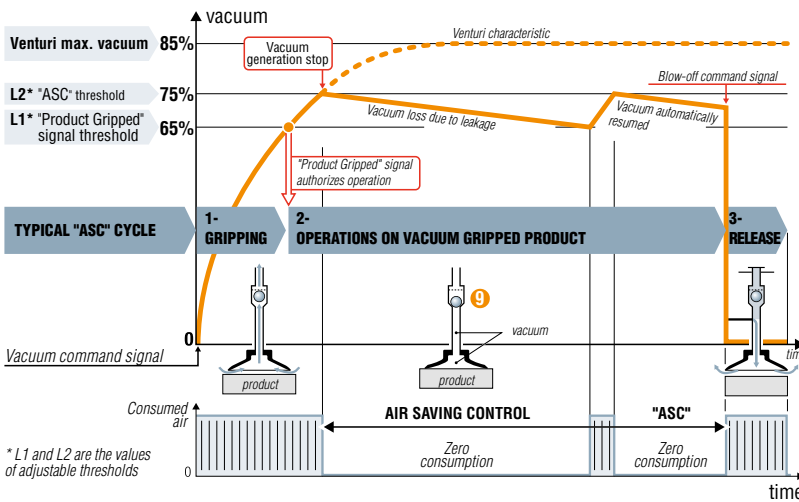 vacuum
Venturi max. vacuum 85%
Venturi characteristic
Vacuum
generation stop
L2* "ASC" threshold 75%
Blow-off command signal
L1* "Product Gripped"
signal threshold 65%
Vacuum loss due to leakage
Vacuum automatically
resumed
"Product Gripped" signal
authorizes operation
TYPICAL "ASC" CYCLE
1-
GRIPPING
2-
OPERATIONS ON VACUUM GRIPPED PRODUCT
3-
RELEASE
9
vacuum
0
Vacuum command signal
product
product
Consumed
air
AIR SAVING CONTROL
"ASC"
Zero
consumption
Zero
consumption
* L1 and L2 are the values
of adjustable thresholds
0
time